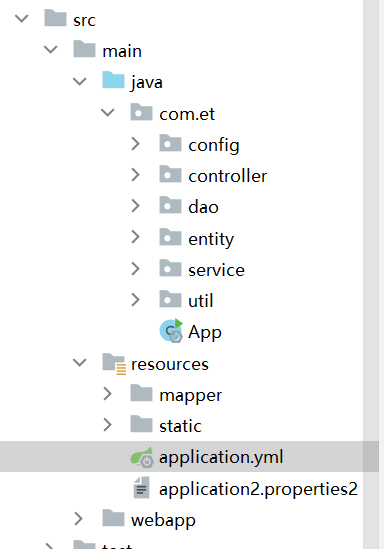 src
main
java
com.et
config
controller
dao
entity
service
util
App
resources
mapper
static
application.yml
application2.properties2
webapp